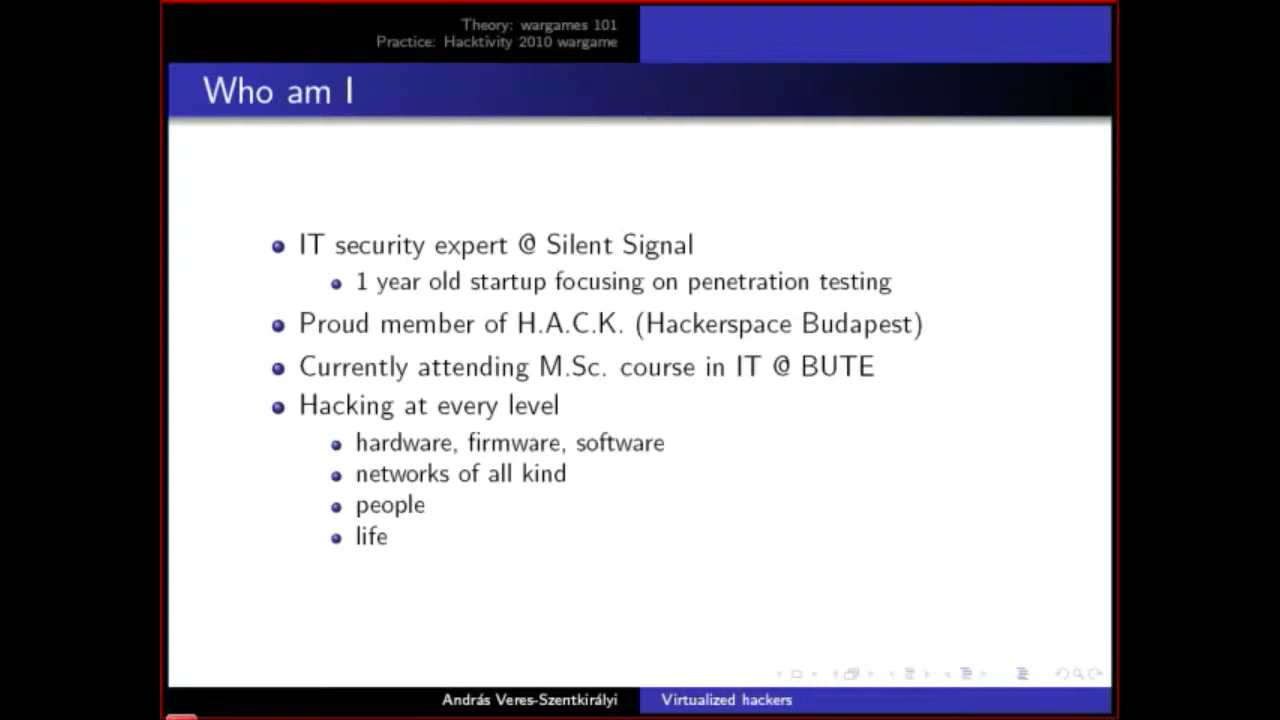 Theory: wargames 101
Practice: Hacktivity 2010 wargame
Who am I
IT security expert @ Silent Signal
1 year old startup focusing on penetration testing
Proud member of H.A.C.K. (Hackerspace Budapest)
Currently attending M.Sc. course in IT @ BUTE
Hacking at every level
hardware, firmware, software
networks of all kind
people
life
András Veres-Szentkirályi
Virtualized hackers